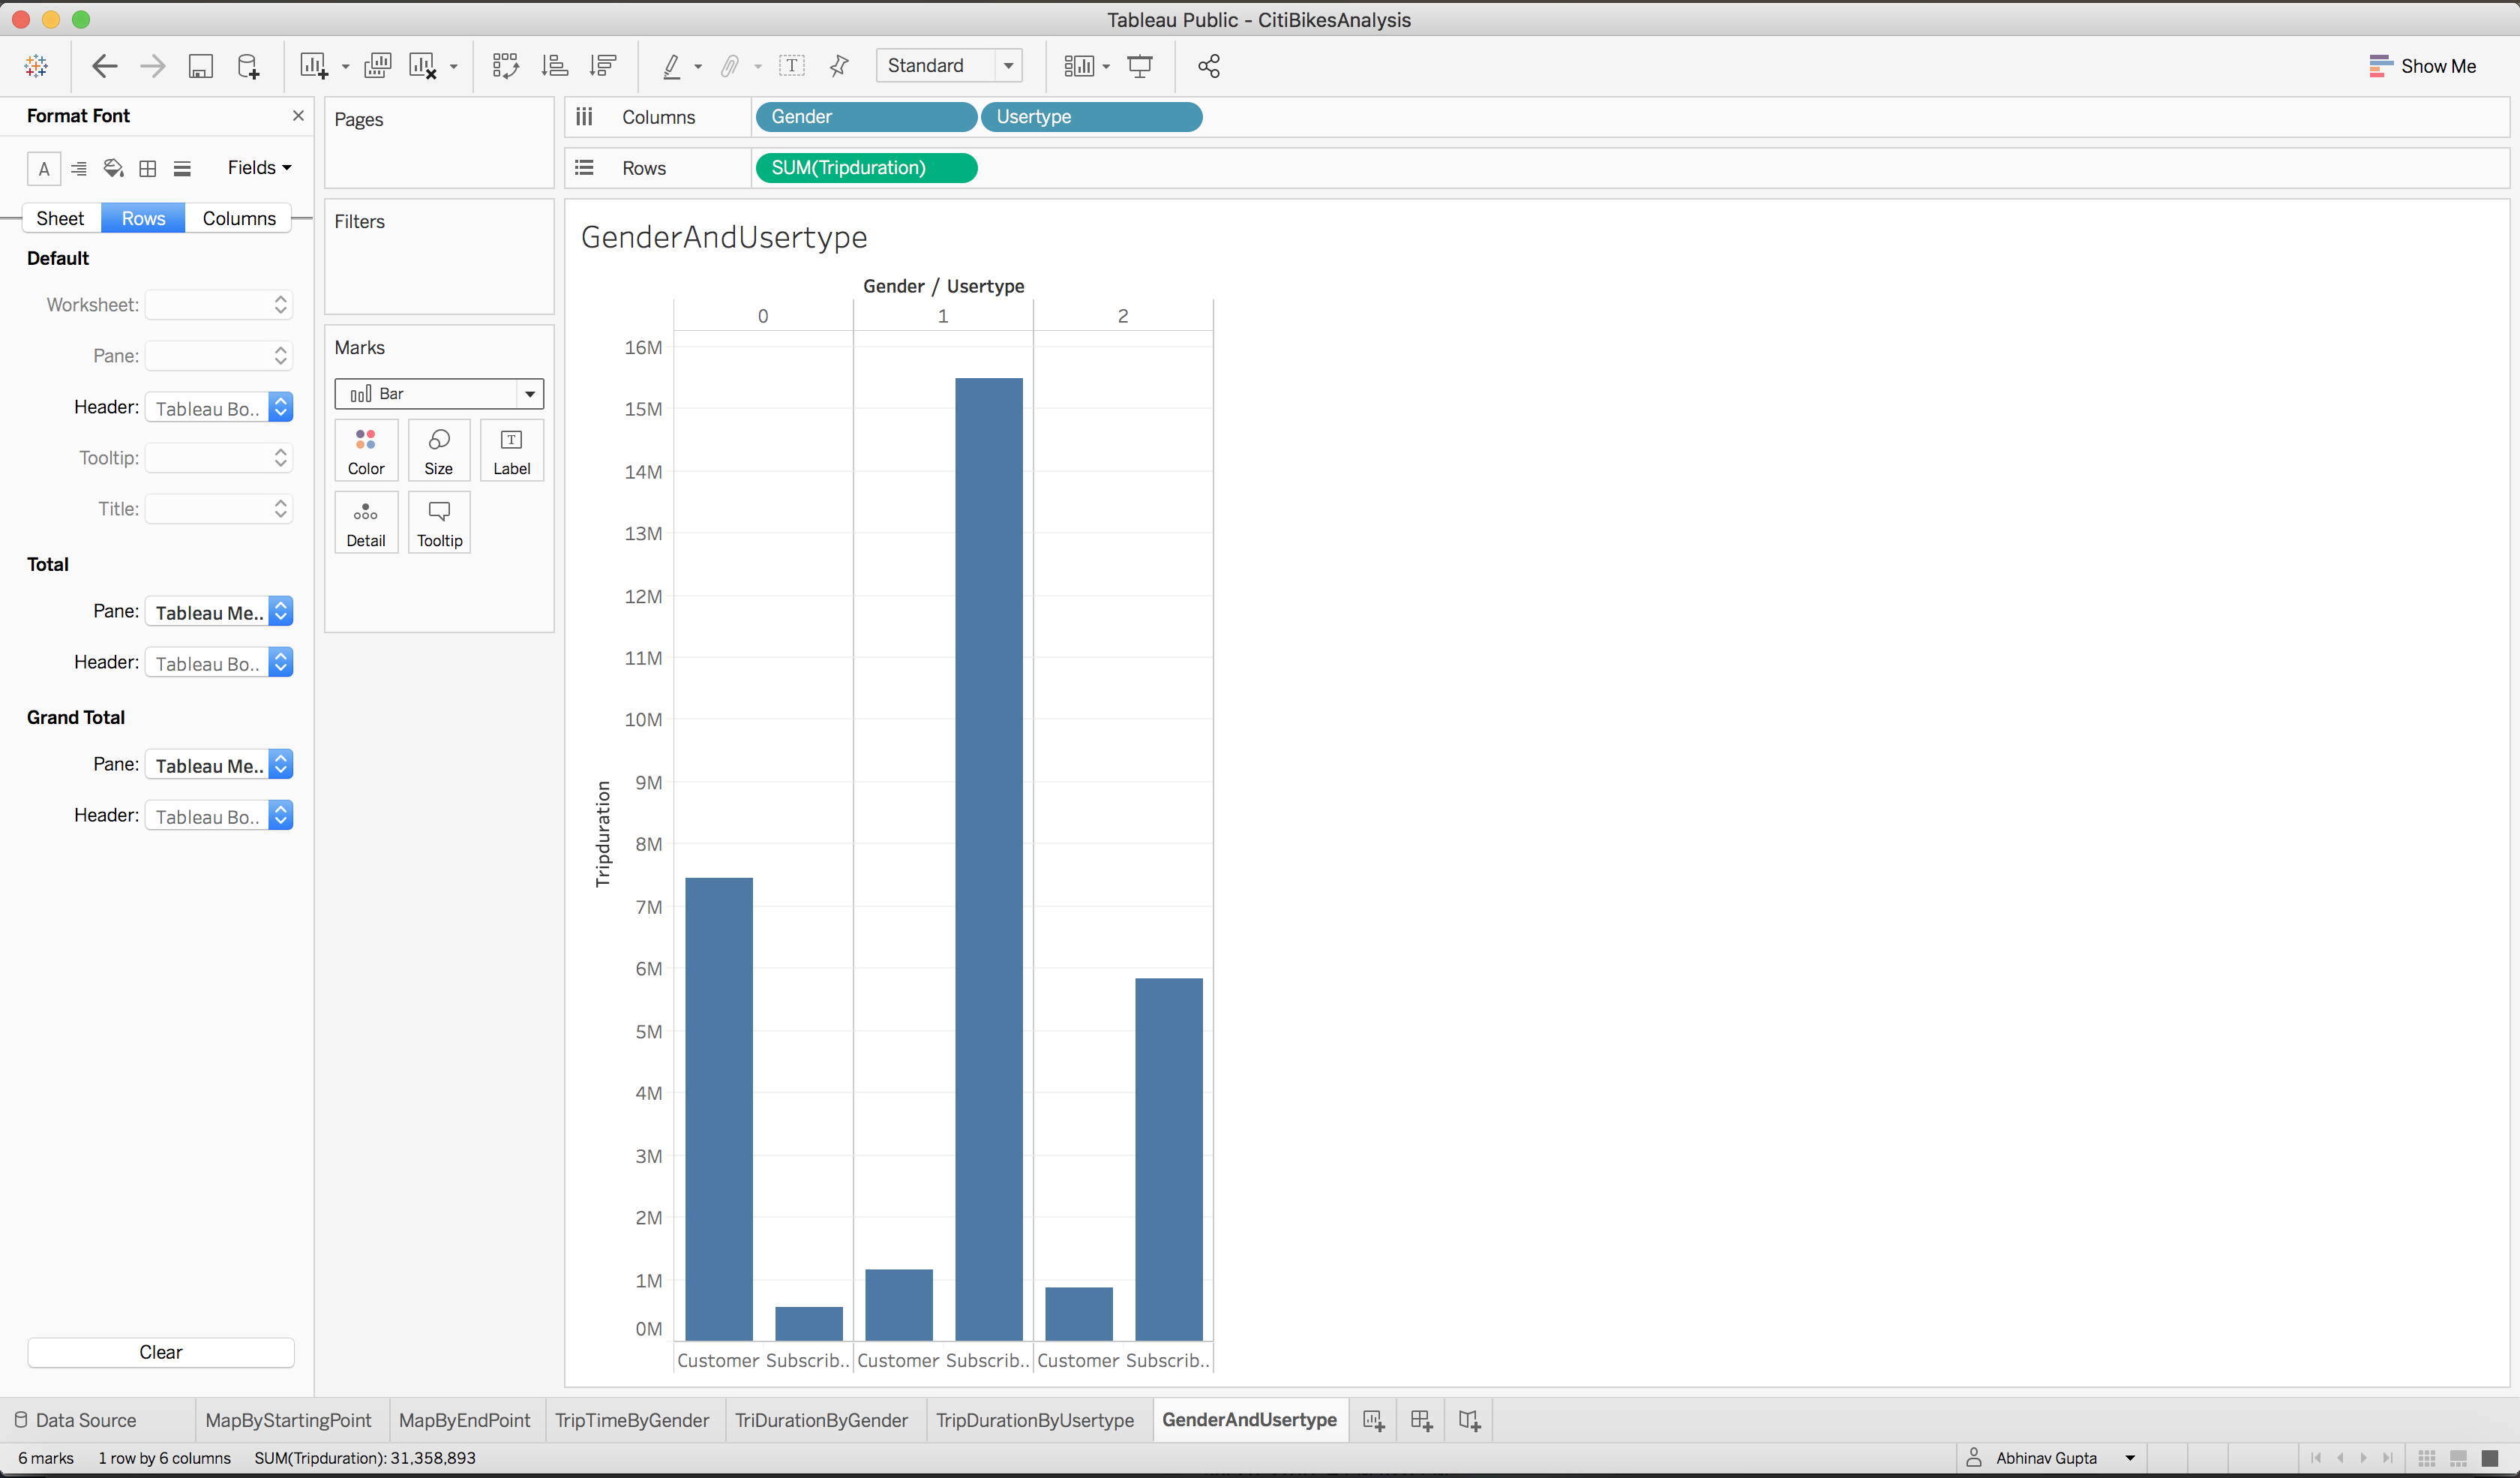 Tableau Public - CitiBikesAnalysis
Standard
Show Me
Format Font
Fields
Sheet Rows Columns
Default
Worksheet:
Pane:
Header: Tableau Bo..
Tooltip:
Title:
Total
Pane: Tableau Me..
Header: Tableau Bo..
Grand Total
Pane: Tableau Me..
Header: Tableau Bo..
Clear
Pages
Filters
Marks
Bar
Color Size Label
Detail Tooltip
Columns Gender Usertype
Rows SUM(Tripduration)
GenderAndUsertype
Gender / Usertype
0 1 2
16M
15M
14M
13M
12M
11M
10M
9M
8M
7M
6M
5M
4M
3M
2M
1M
0M
Tripduration
Customer Subscrib.. Customer Subscrib.. Customer Subscrib..
Data Source MapByStartingPoint MapByEndPoint TripTimeByGender TriDurationByGender TripDurationByUsertype GenderAndUsertype
6 marks 1 row by 6 columns SUM(Tripduration): 31,358,893 Abhinav Gupta